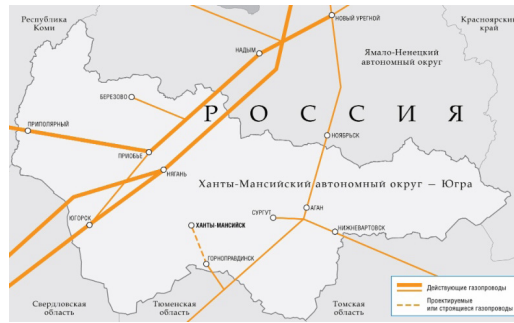 Республика
Коми
НОВЫЙ УРЕГНОЙ
Красноярский
край
НАДЫМ
Ямало-Ненецкий
автономный округ
БЕРЕЗОВО
РОССИЯ
ПРИПОЛЯРНЫЙ
НОЯБРЬСК
ПРИОБЬЕ
НЯГАНЬ
Ханты-Мансийский автономный округ – Югра
ЮГОРСК
СУРГУТ
АГАН
ХАНТЫ-МАНСИЙСК
НИЖНЕВАРТОВСК
ГОРНОПРАВДИНСК
Действующие газопроводы
Проектируемые
или строящиеся газопроводы
Свердловская
область
Тюменская
область
Томская
область